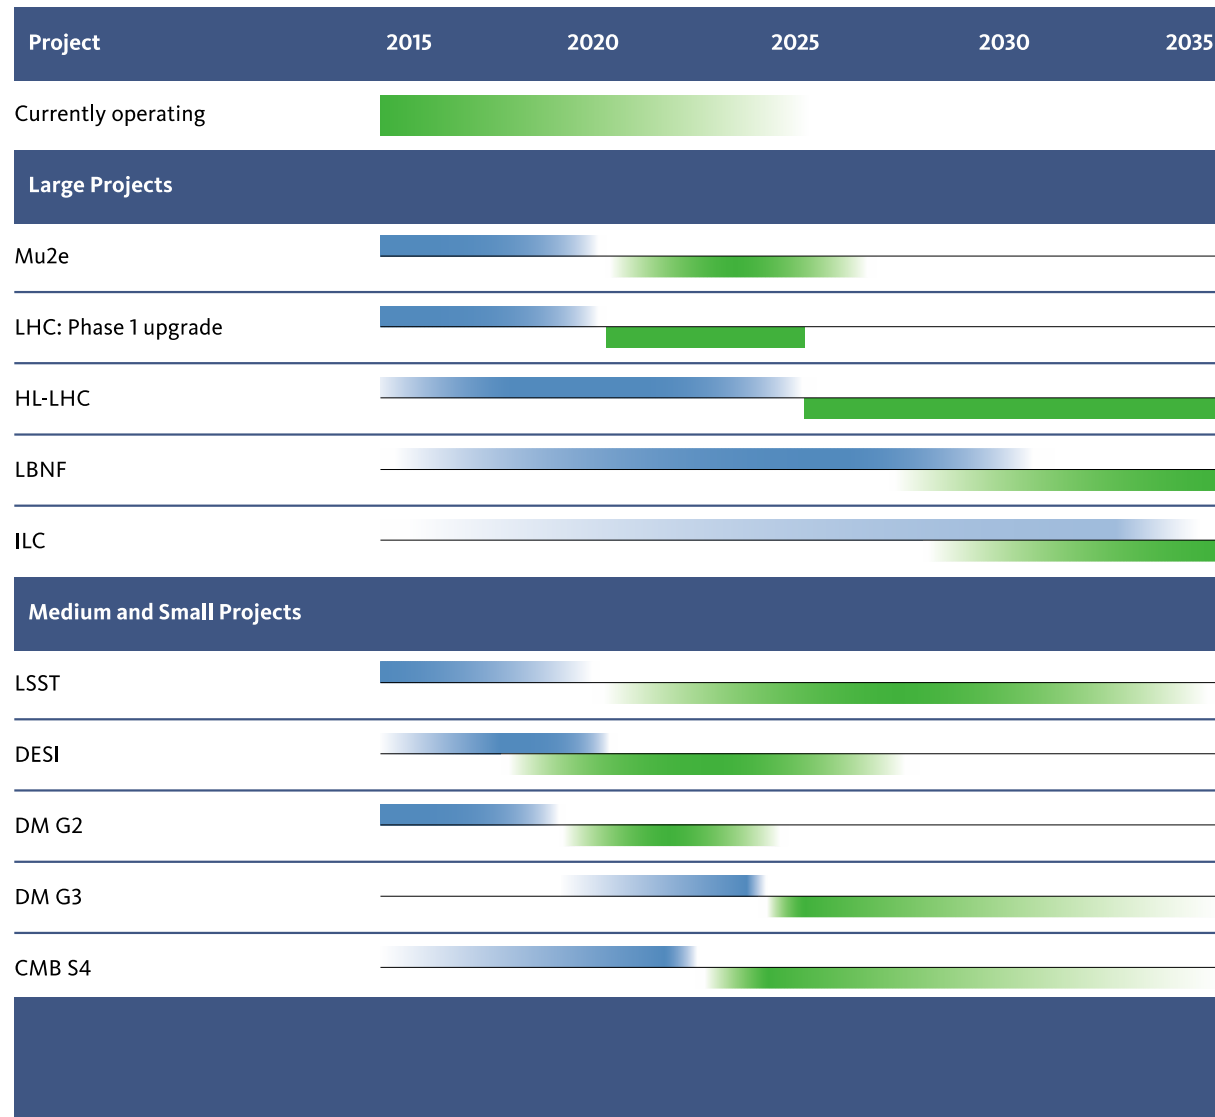 Project 2015 2020 2025 2030 2035
Currently operating
Large Projects
Mu2e
LHC: Phase 1 upgrade
HL-LHC
LBNF
ILC
Medium and Small Projects
LSST
DESI
DM G2
DM G3
CMB S4